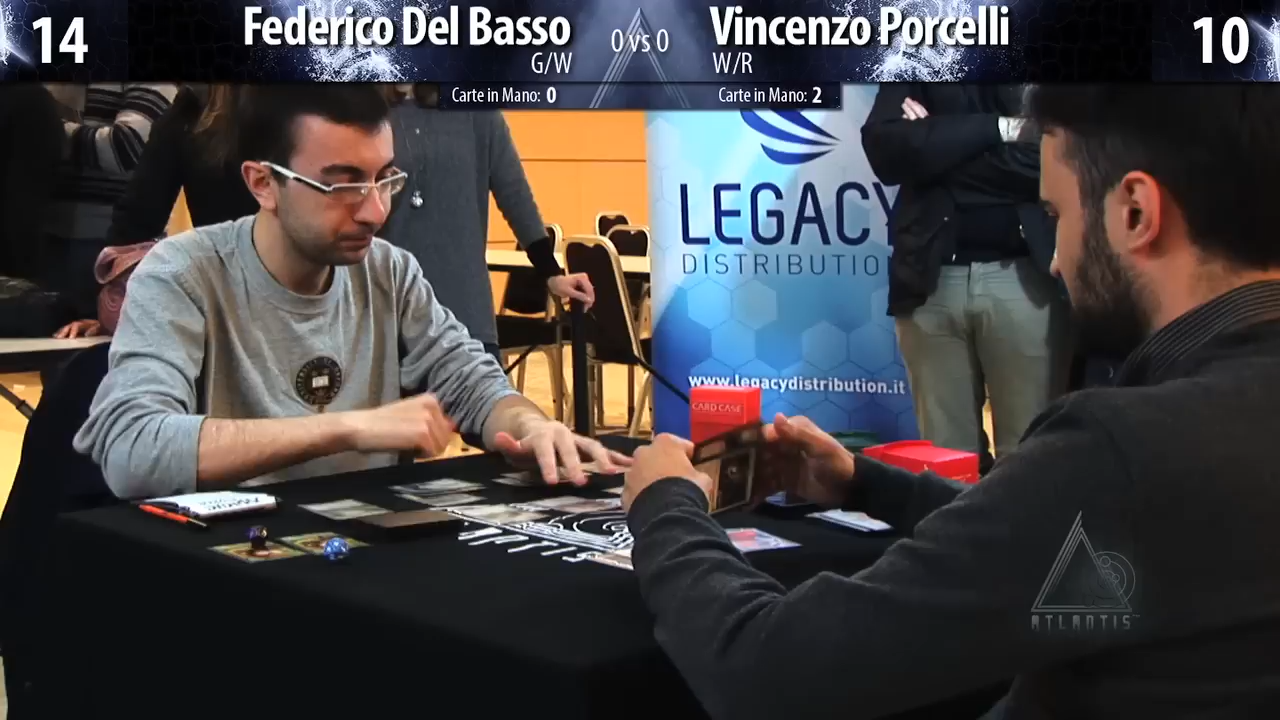 14
Federico Del Basso
G/W
0 vs 0
Vincenzo Porcelli
W/R
10
Carte in Mano: 0
Carte in Mano: 2
LEGACY
DISTRIBUTIO
www.legacydistribution.it
CARD CASE
ATLANTIS